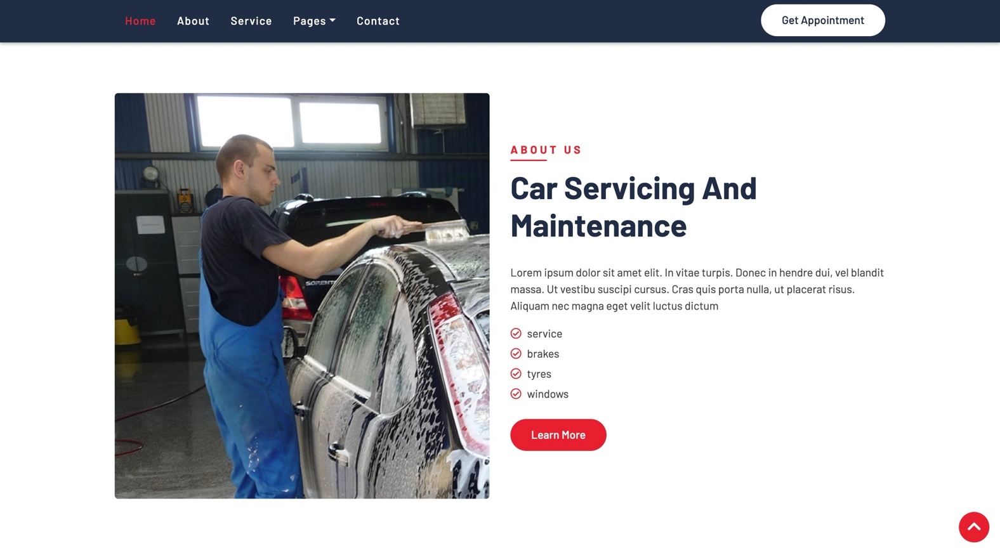 Home About Service Pages Contact Get Appointment
ABOUT US
Car Servicing And
Maintenance
Lorem ipsum dolor sit amet elit. In vitae turpis. Donec in hendre dui, vel blandit
massa. Ut vestibu suscipi cursus. Cras quis porta nulla, ut placerat risus.
Aliquam nec magna eget velit luctus dictum
service
brakes
tyres
windows
Learn More